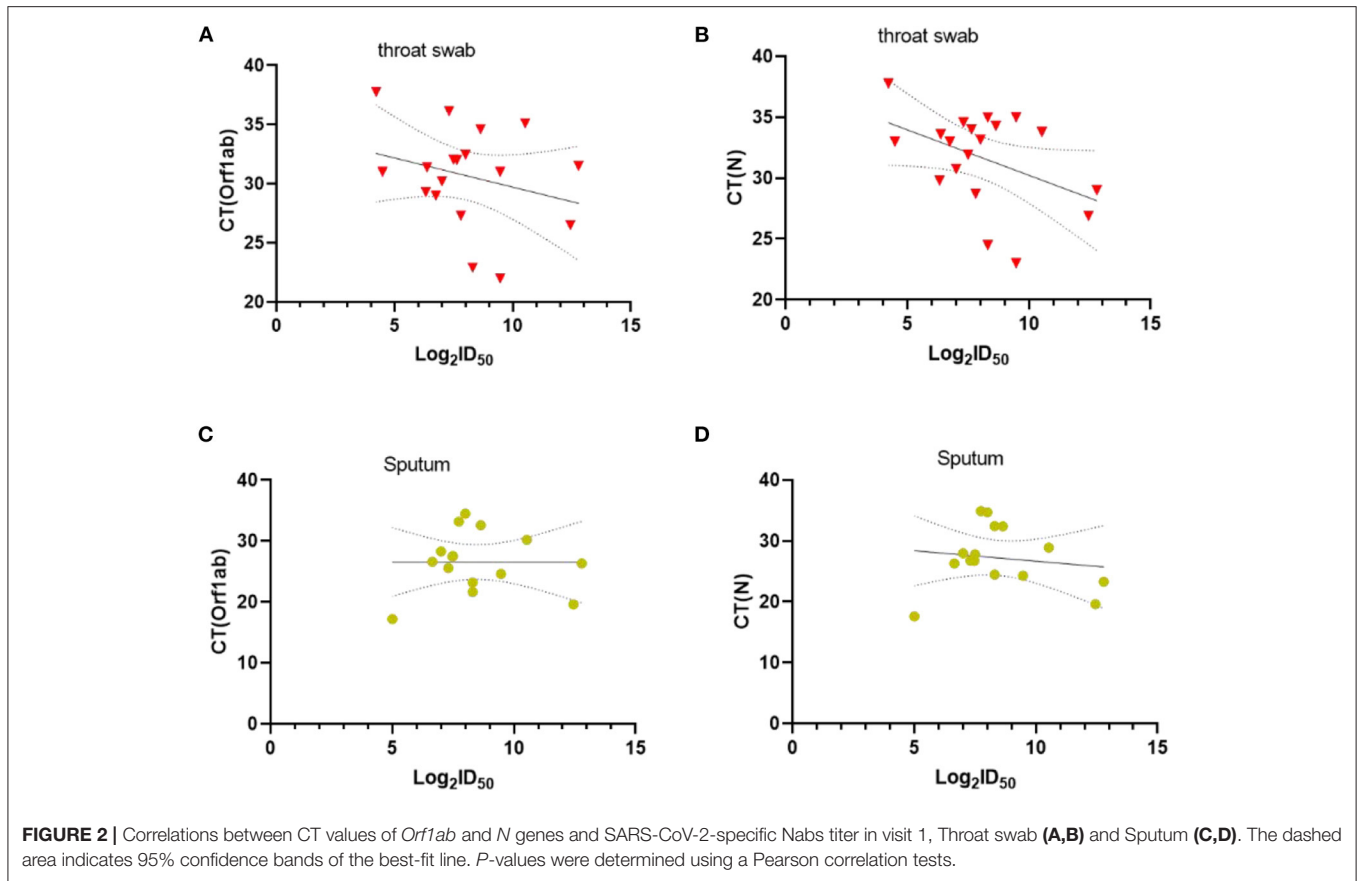 A
throat swab
CT(Orf1ab)
40
35
30
25
20
0 5 10 15
Log₂ID₅₀
B
throat swab
CT(N)
40
35
30
25
20
0 5 10 15
Log₂ID₅₀
C
Sputum
CT(Orf1ab)
40
30
20
10
0
0 5 10 15
Log₂ID₅₀
D
Sputum
CT(N)
40
30
20
10
0
0 5 10 15
Log₂ID₅₀
FIGURE 2 | Correlations between CT values of Orf1ab and N genes and SARS-CoV-2-specific Nabs titer in visit 1, Throat swab (A,B) and Sputum (C,D). The dashed
area indicates 95% confidence bands of the best-fit line. P-values were determined using a Pearson correlation tests.